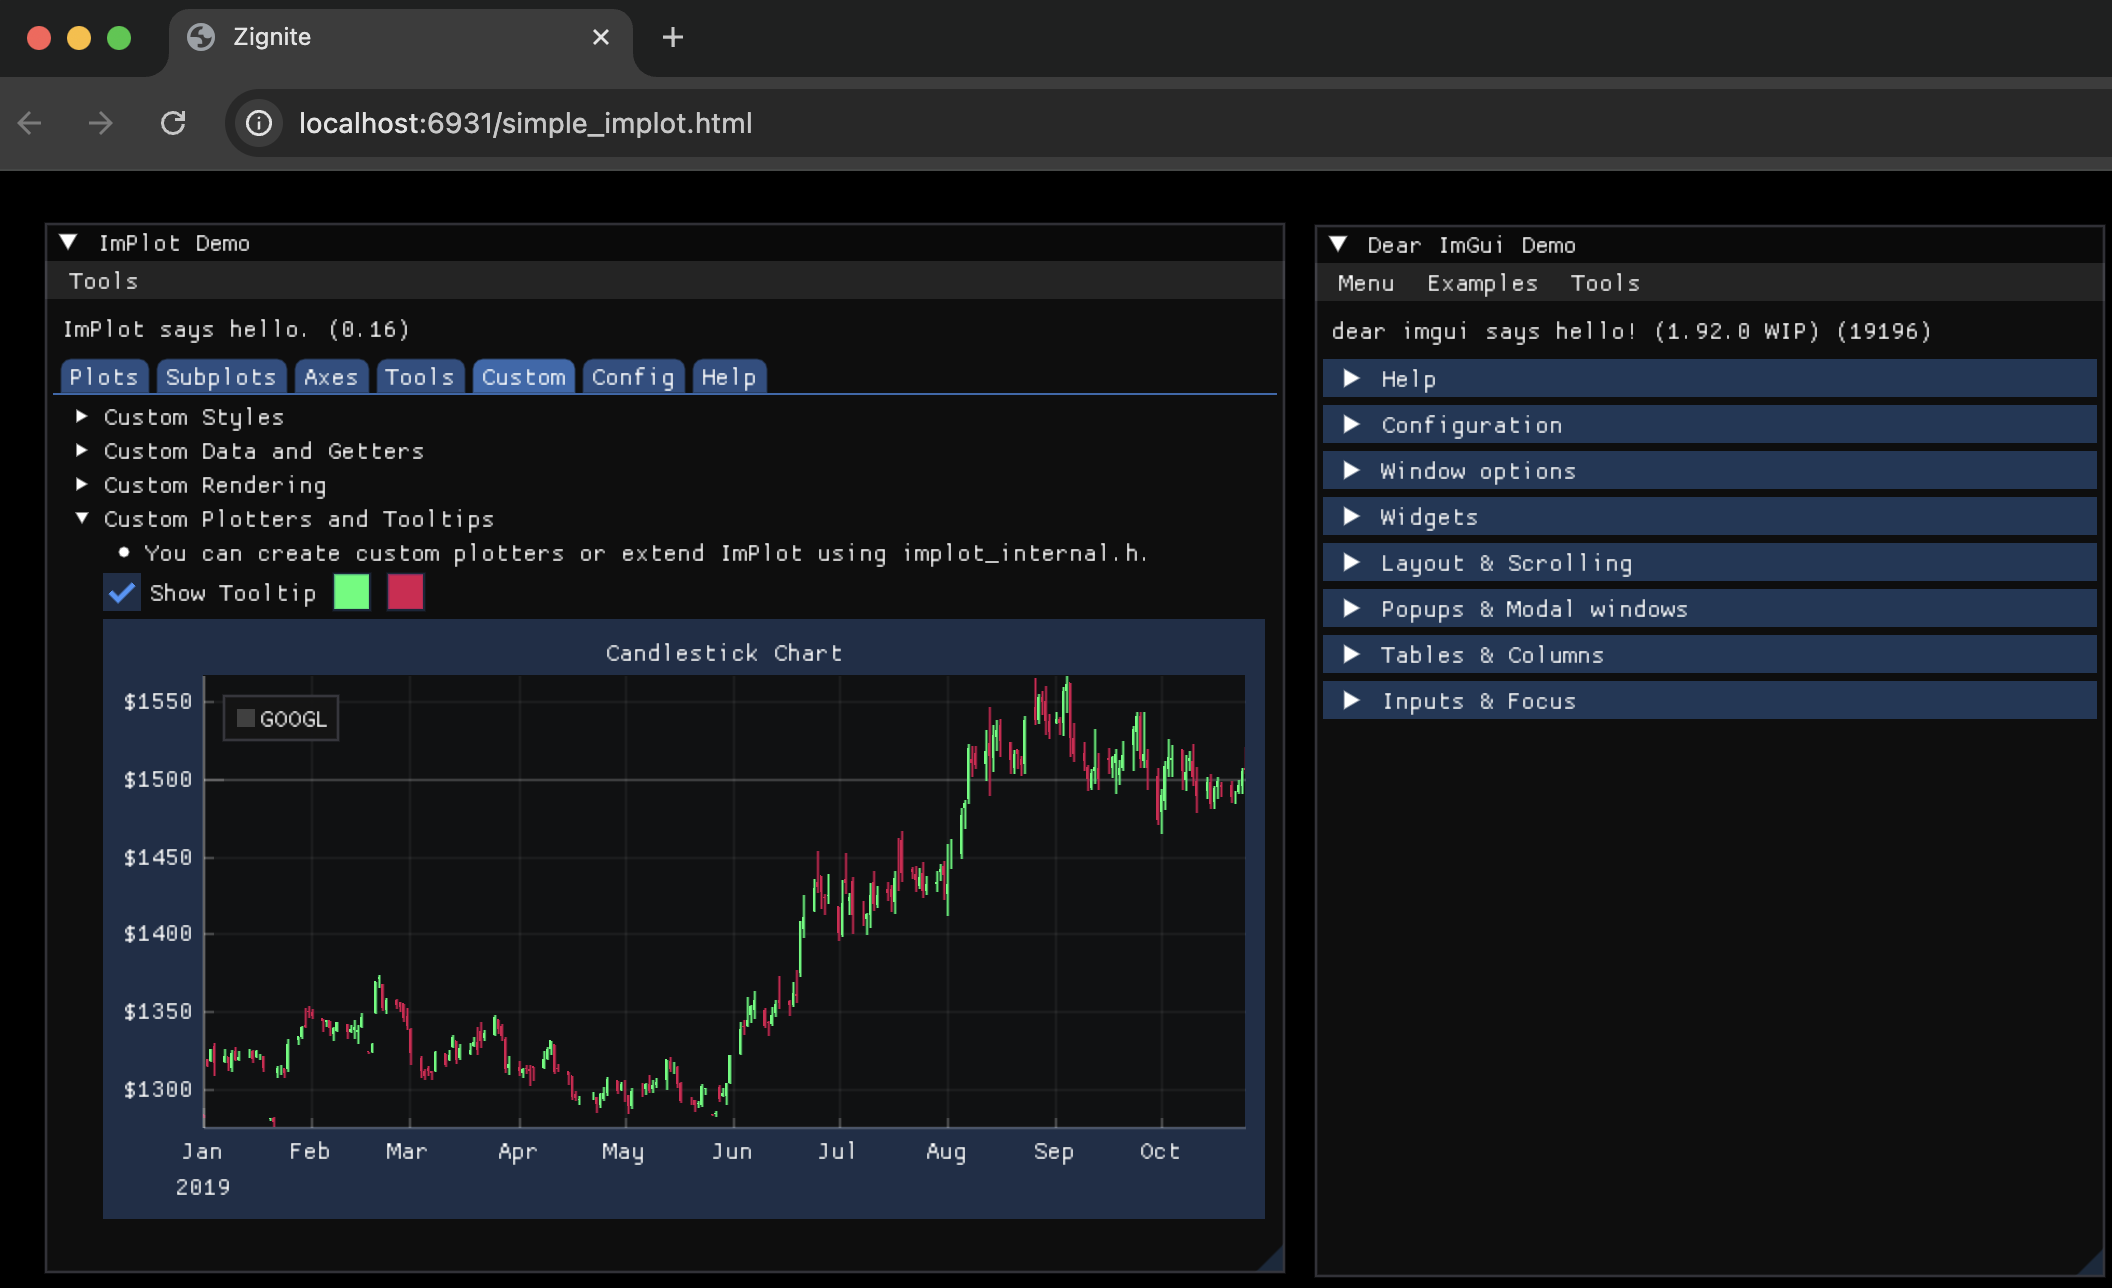 Zignite
localhost:6931/simple_implot.html
ImPlot Demo
Tools
ImPlot says hello. (0.16)
Plots Subplots Axes Tools Custom Config Help
Custom Styles
Custom Data and Getters
Custom Rendering
Custom Plotters and Tooltips
You can create custom plotters or extend ImPlot using implot_internal.h.
Show Tooltip
Candlestick Chart
GOOGL
$1550
$1500
$1450
$1400
$1350
$1300
Jan Feb Mar Apr May Jun Jul Aug Sep Oct
2019
Dear ImGui Demo
Menu Examples Tools
dear imgui says hello! (1.92.0 WIP) (19196)
Help
Configuration
Window options
Widgets
Layout & Scrolling
Popups & Modal windows
Tables & Columns
Inputs & Focus